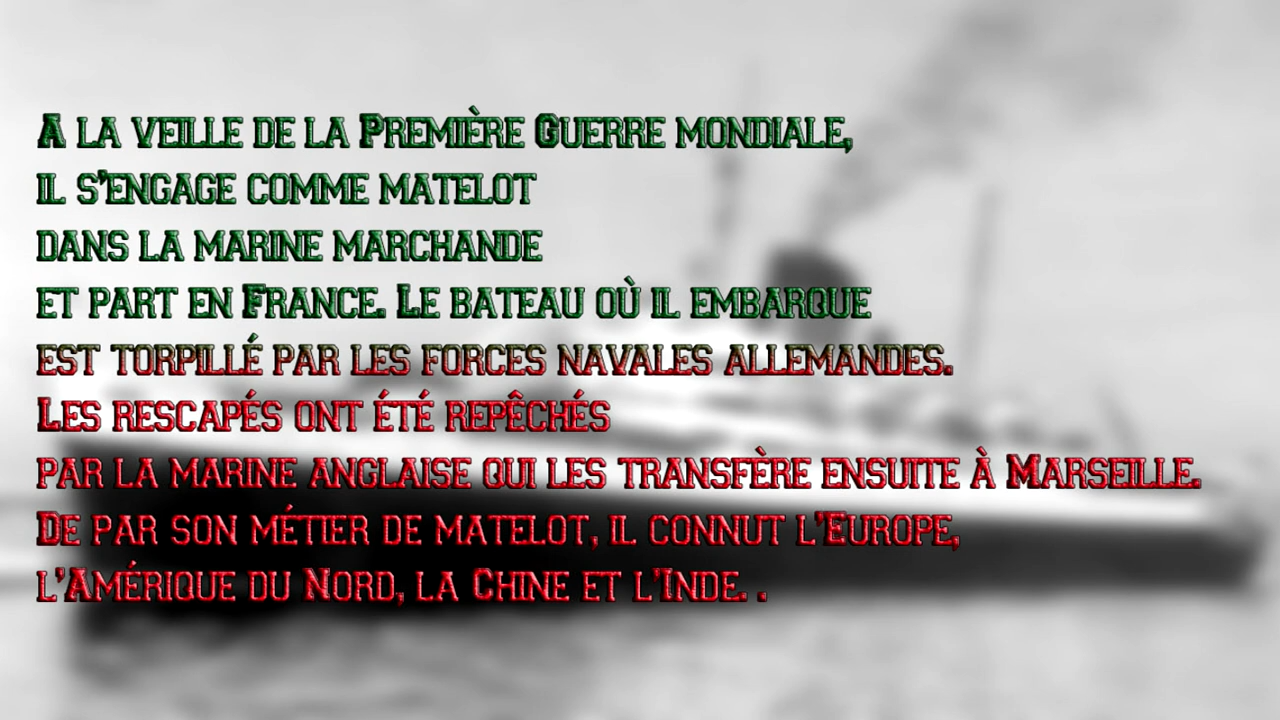 A la veille de la Première Guerre mondiale,
il s'engage comme matelot
dans la marine marchande
et part en France. Le bateau où il embarque
est torpillé par les forces navales allemandes.
Les rescapés ont été repêchés
par la marine anglaise qui les transfère ensuite à Marseille.
De par son métier de matelot, il connut l'Europe,
l'Amérique du Nord, la Chine et l'Inde. .